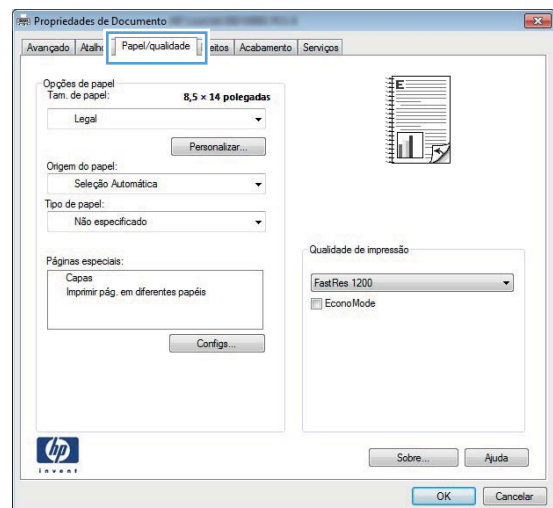 Propriedades de Documento
Avançado Papel/qualidade Acabamento Serviços
Opções de papel
Tam. de papel: 8,5 × 14 polegadas
Legal
Personalizar...
Origem do papel:
Seleção Automática
Tipo de papel:
Não especificado
Páginas especiais:
Capas
Imprimir pág. em diferentes papéis
Configs...
E
Qualidade de impressão
FastRes 1200
EconoMode
hp
invent
Sobre... Ajuda
OK Cancelar